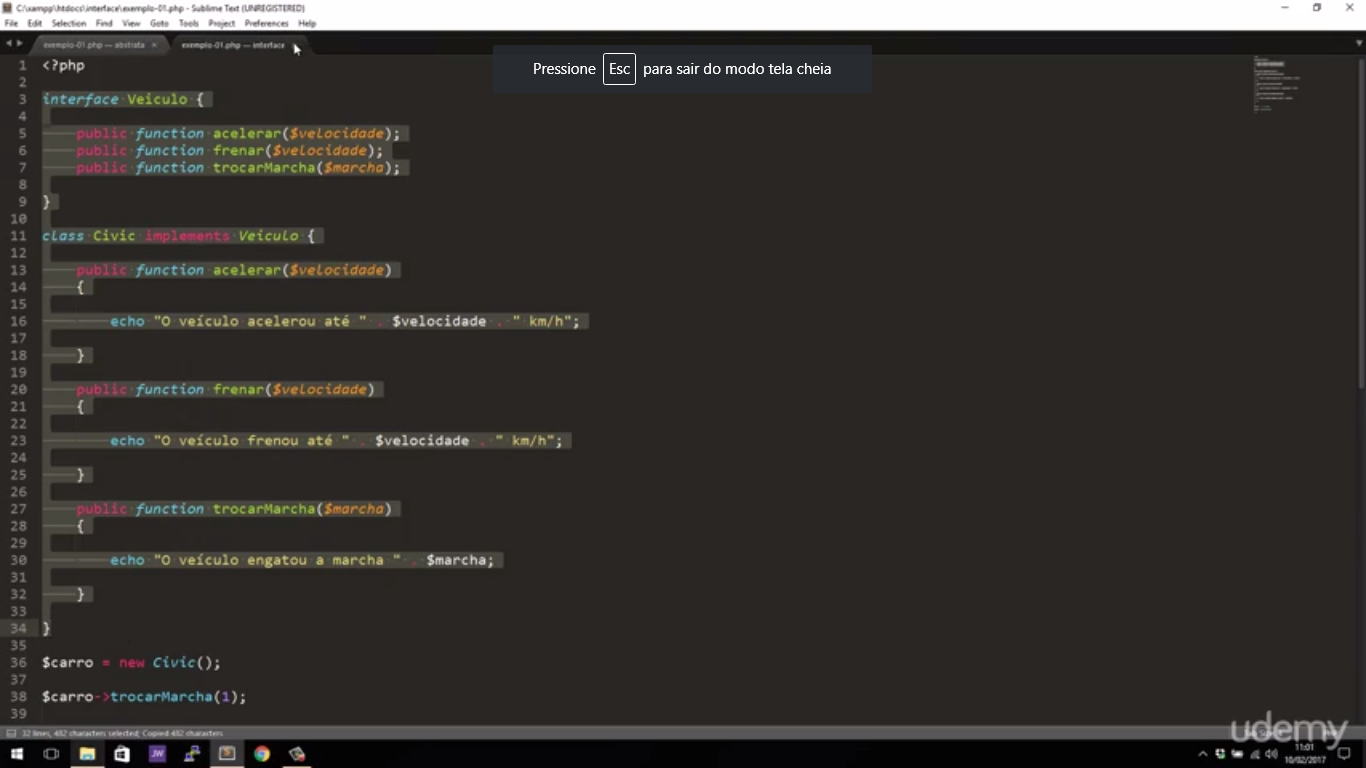 C:\xampp\htdocs\interface\exemplo-01.php - Sublime Text (UNREGISTERED)
File Edit Selection Find View Goto Tools Project Preferences Help
exemplo-01.php — abstrata × exemplo-01.php — interface
Pressione Esc para sair do modo tela cheia
1 <?php
2
3 interface Veiculo {
4
5 public function acelerar($velocidade);
6 public function frenar($velocidade);
7 public function trocarMarcha($marcha);
8
9 }
10
11 class Civic implements Veiculo {
12
13 public function acelerar($velocidade)
14 {
15
16 echo "O veículo acelerou até " . $velocidade . " km/h";
17
18 }
19
20 public function frenar($velocidade)
21 {
22
23 echo "O veículo frenou até " . $velocidade . " km/h";
24
25 }
26
27 public function trocarMarcha($marcha)
28 {
29
30 echo "O veículo engatou a marcha " . $marcha;
31
32 }
33
34 }
35
36 $carro = new Civic();
37
38 $carro->trocarMarcha(1);
39
32 lines, 482 characters selected; Copied 482 characters
udemy
JW
11:01
10/02/2017